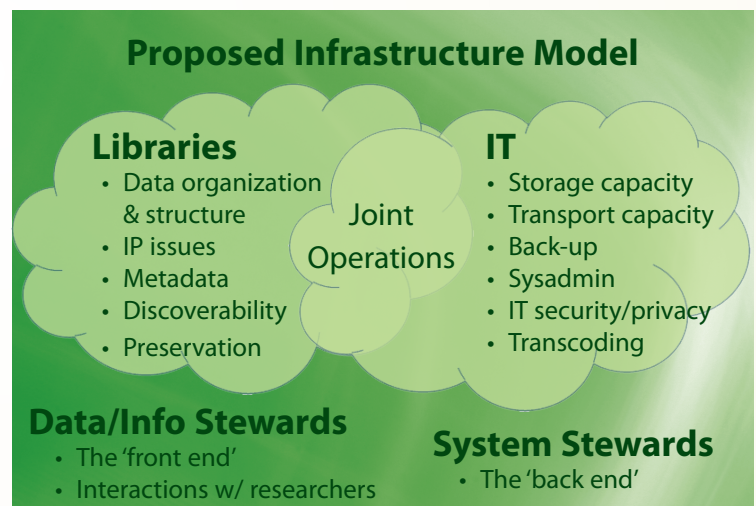 Proposed Infrastructure Model
Libraries
• Data organization
& structure
• IP issues
• Metadata
• Discoverability
• Preservation
Joint
Operations
IT
• Storage capacity
• Transport capacity
• Back-up
• Sysadmin
• IT security/privacy
• Transcoding
Data/Info Stewards
• The ‘front end’
• Interactions w/ researchers
System Stewards
• The ‘back end’